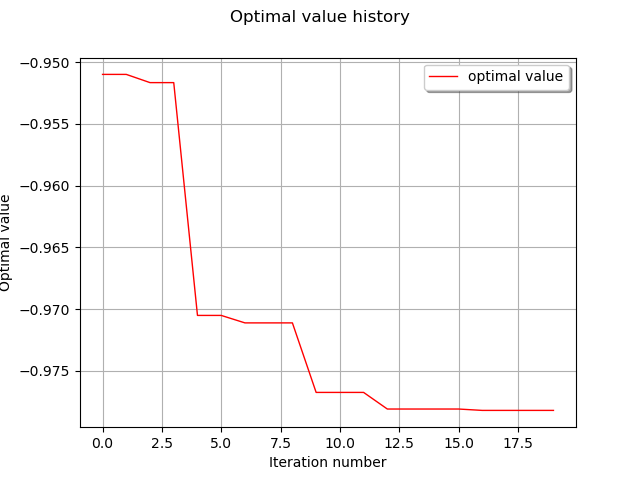 Optimal value history
optimal value
−0.950
−0.955
−0.960
−0.965
−0.970
−0.975
Optimal value
0.0 2.5 5.0 7.5 10.0 12.5 15.0 17.5
Iteration number